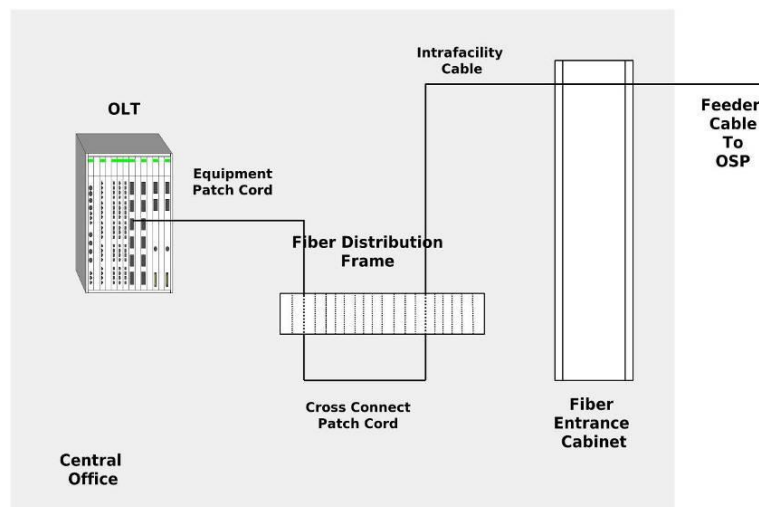 Intrafacility
Cable
OLT
Feeder
Cable
To
OSP
Equipment
Patch Cord
Fiber Distribution
Frame
Cross Connect
Patch Cord
Fiber
Entrance
Cabinet
Central
Office